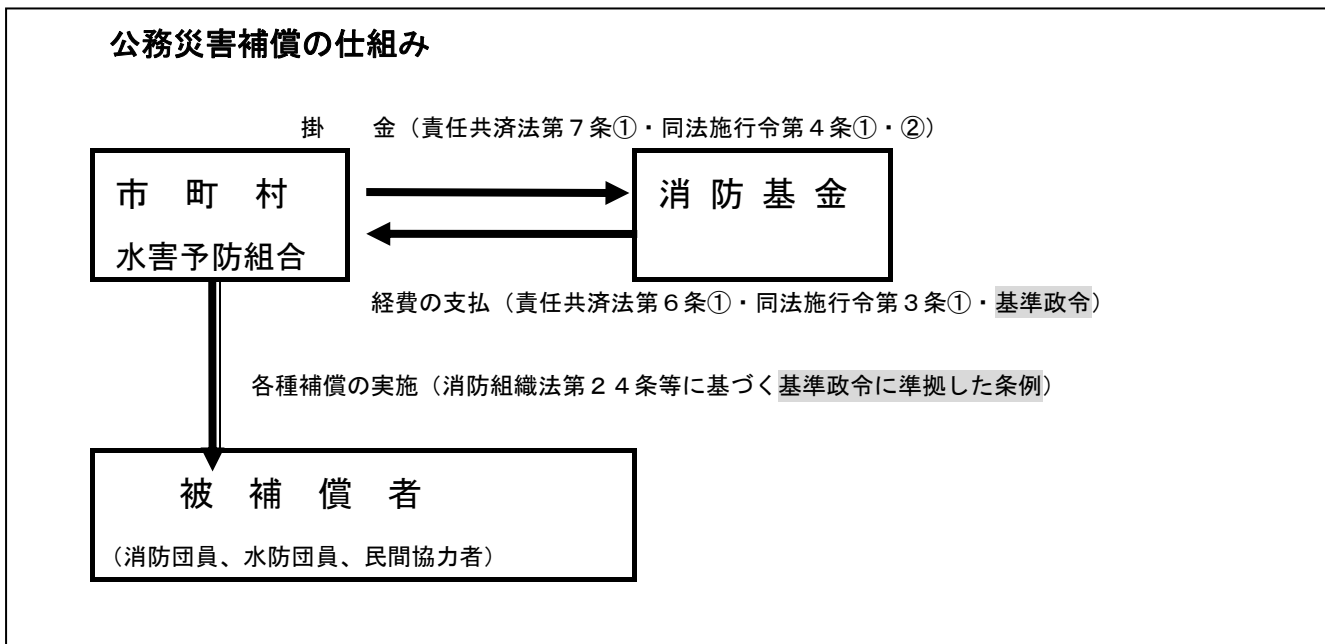 公務災害補償の仕組み
掛　　金（責任共済法第７条①・同法施行令第４条①・②）
市　町　村
水害予防組合
消 防 基 金
経費の支払（責任共済法第６条①・同法施行令第３条①・基準政令）
各種補償の実施（消防組織法第２４条等に基づく基準政令に準拠した条例）
被　補　償　者
（消防団員、水防団員、民間協力者）